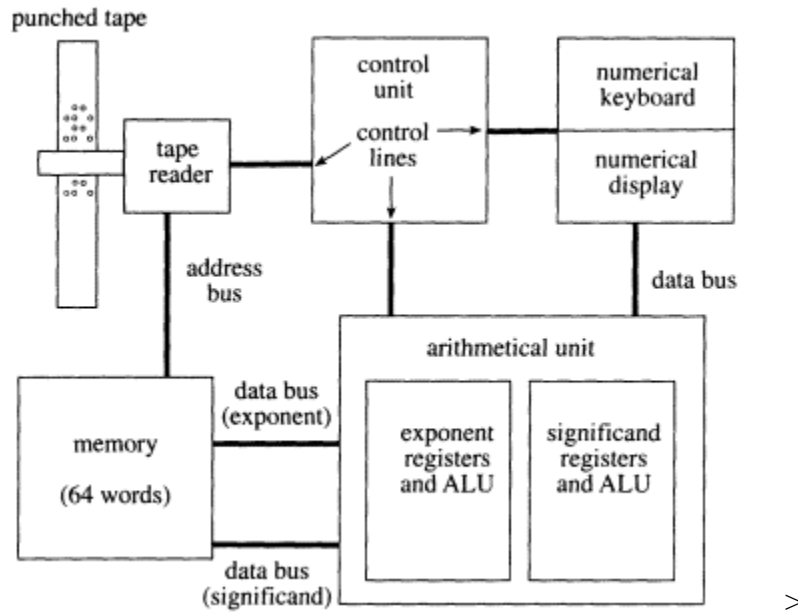 punched tape
tape
reader
control
unit
control
lines
numerical
keyboard
numerical
display
address
bus
data bus
arithmetical unit
memory
(64 words)
data bus
(exponent)
data bus
(significand)
exponent
registers
and ALU
significand
registers
and ALU
>